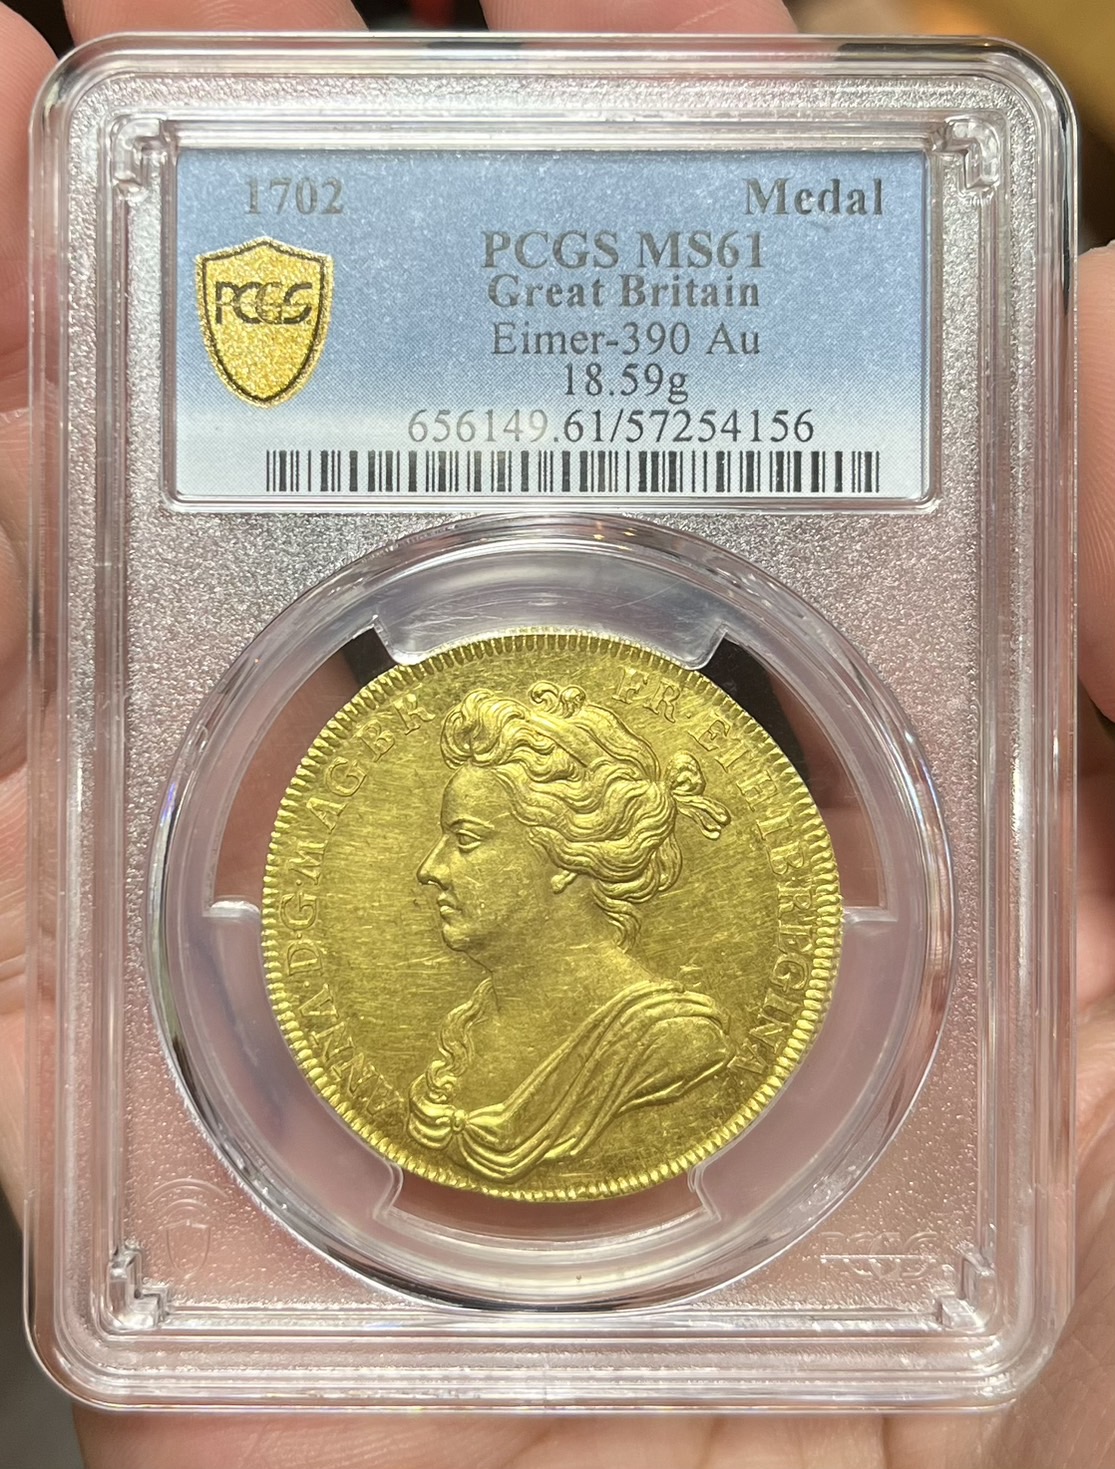 1702 Medal
PCGS MS61
Great Britain
PCGS
Eimer-390 Au
18.59g
656149.61/57254156
ANNA·D:G:MAG BR FR ET HIB REGINA
PCGS